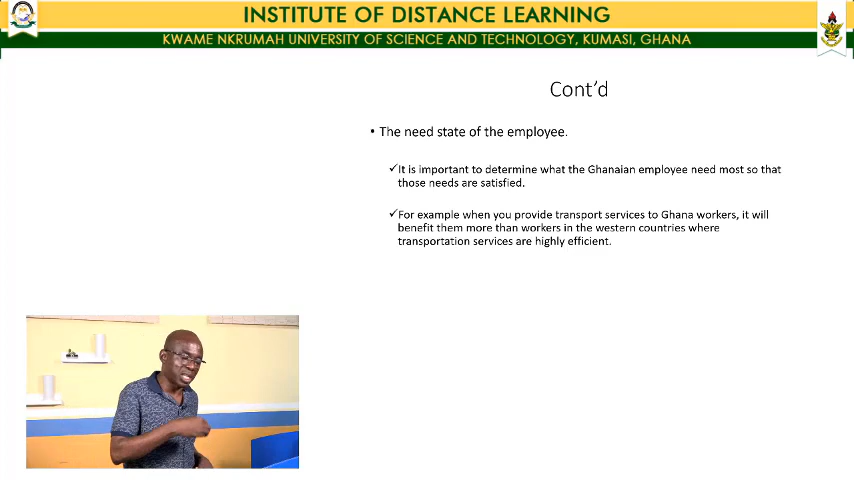 INSTITUTE OF DISTANCE LEARNING
KWAME NKRUMAH UNIVERSITY OF SCIENCE AND TECHNOLOGY, KUMASI, GHANA
Cont'd
• The need state of the employee.
✓It is important to determine what the Ghanaian employee need most so that
those needs are satisfied.
✓For example when you provide transport services to Ghana workers, it will
benefit them more than workers in the western countries where
transportation services are highly efficient.